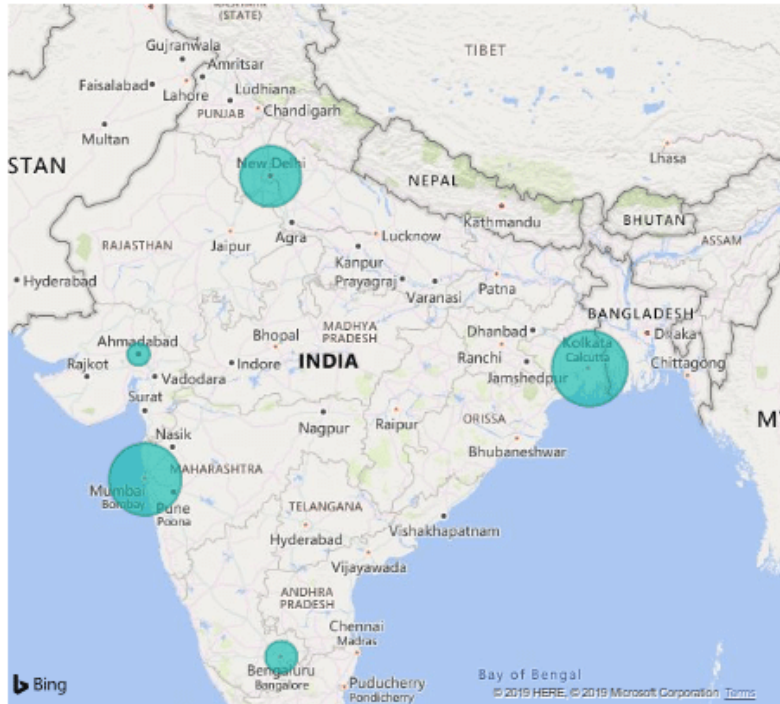 (STATE)
TIBET
Gujranwala
Amritsar
Faisalabad
Lahore
Ludhiana
PUNJAB
Chandigarh
Multan
Lhasa
STAN
New Delhi
NEPAL
Kathmandu
BHUTAN
ASSAM
RAJASTHAN
Jaipur
Agra
Lucknow
Kanpur
Prayagraj
Varanasi
Patna
Hyderabad
BANGLADESH
Ahmadabad
Bhopal
MADHYA
PRADESH
Dhanbad
Kolkata
Calcutta
Dhaka
Rajkot
Vadodara
Indore
INDIA
Ranchi
Jamshedpur
Chittagong
Surat
Nagpur
Raipur
ORISSA
M
Nasik
Bhubaneswar
MAHARASHTRA
Mumbai
Bombay
Pune
Poona
TELANGANA
Hyderabad
Vishakhapatnam
Vijayawada
ANDHRA
PRADESH
Chennai
Madras
Bengaluru
Bangalore
Puducherry
Pondicherry
Bay of Bengal
Bing
© 2019 HERE, © 2019 Microsoft Corporation Terms